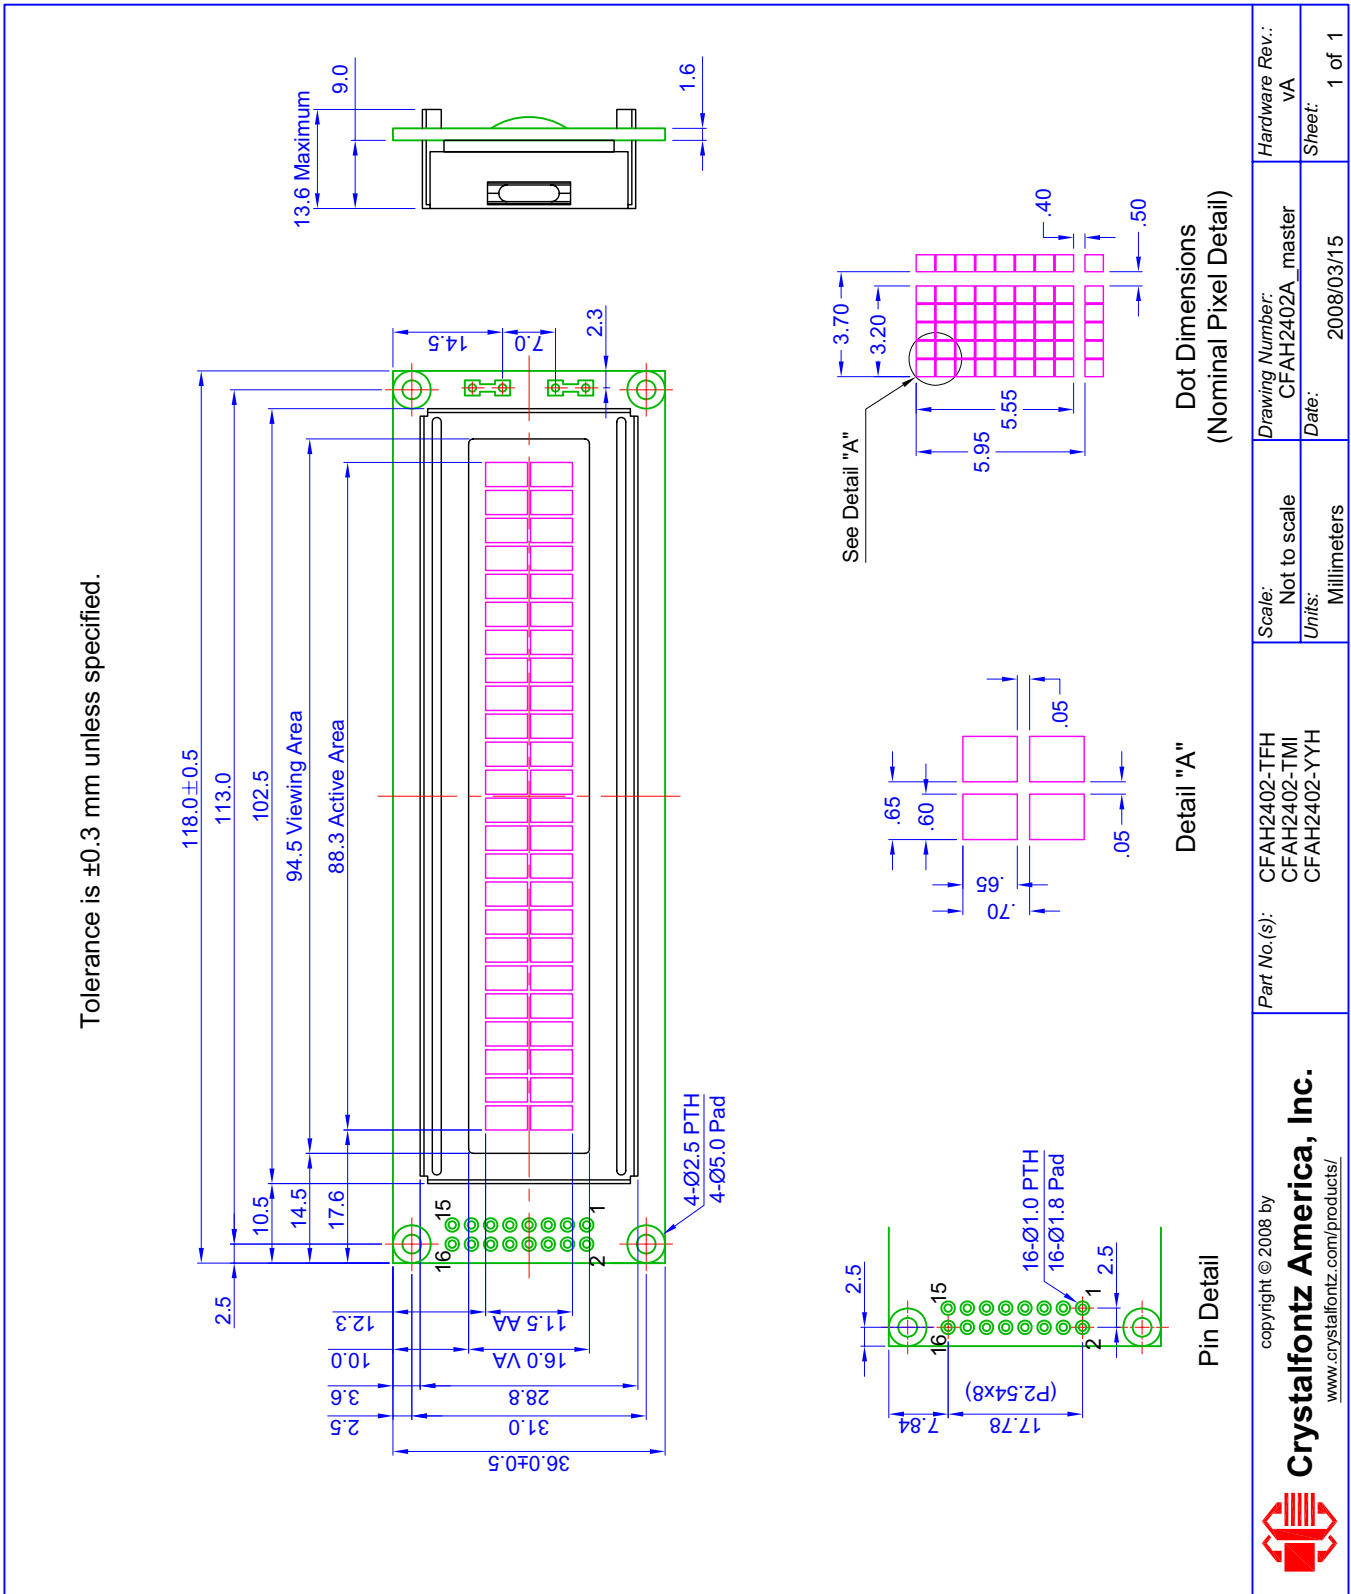 Tolerance is ±0.3 mm unless specified.
118.0±0.5
113.0
102.5
94.5 Viewing Area
88.3 Active Area
2.5
10.5
14.5
17.6
16
15
2
1
4-Ø2.5 PTH
4-Ø5.0 Pad
14.5
7.0
2.3
12.3
11.5 AA
10.0
16.0 VA
3.6
28.8
2.5
31.0
36.0±0.5
13.6 Maximum
9.0
1.6
2.5
16
15
2
1
16-Ø1.0 PTH
16-Ø1.8 Pad
2.5
7.84
17.78
(P2.54x8)
Pin Detail
.65
.60
.05
.05
.65
.70
Detail "A"
See Detail "A"
3.70
3.20
.40
.50
5.55
5.95
Dot Dimensions
(Nominal Pixel Detail)
copyright © 2008 by
Crystalfontz America, Inc.
www.crystalfontz.com/products/
Part No.(s):
CFAH2402-TFH
CFAH2402-TMI
CFAH2402-YYH
Scale:
Not to scale
Units:
Millimeters
Drawing Number:
CFAH2402A_master
Date:
2008/03/15
Hardware Rev.:
vA
Sheet:
1 of 1